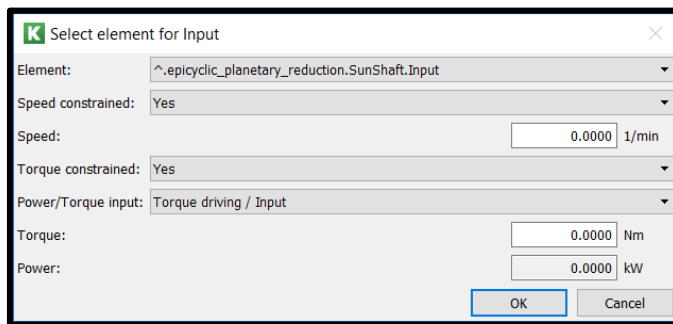 K Select element for Input
Element: ^.epicyclic_planetary_reduction.SunShaft.Input
Speed constrained: Yes
Speed: 0.0000 1/min
Torque constrained: Yes
Power/Torque input: Torque driving / Input
Torque: 0.0000 Nm
Power: 0.0000 kW
OK Cancel